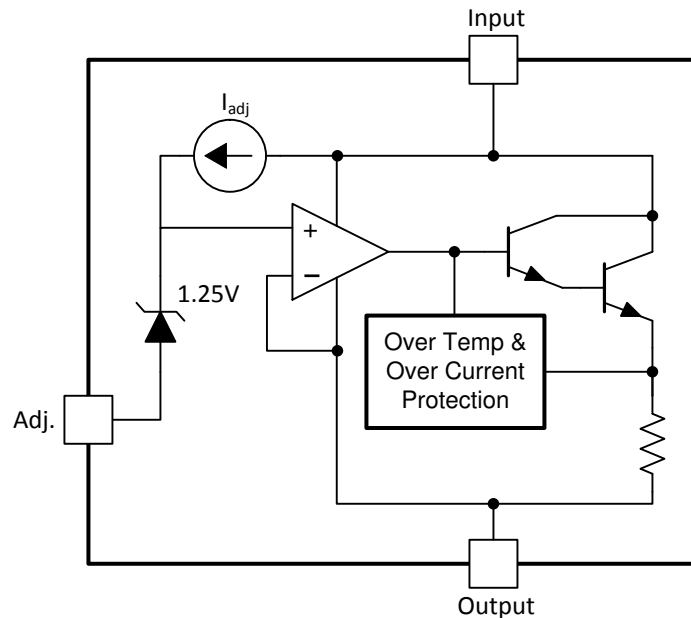 Input
I_adj
+
−
1.25V
Over Temp &
Over Current
Protection
Adj.
Output